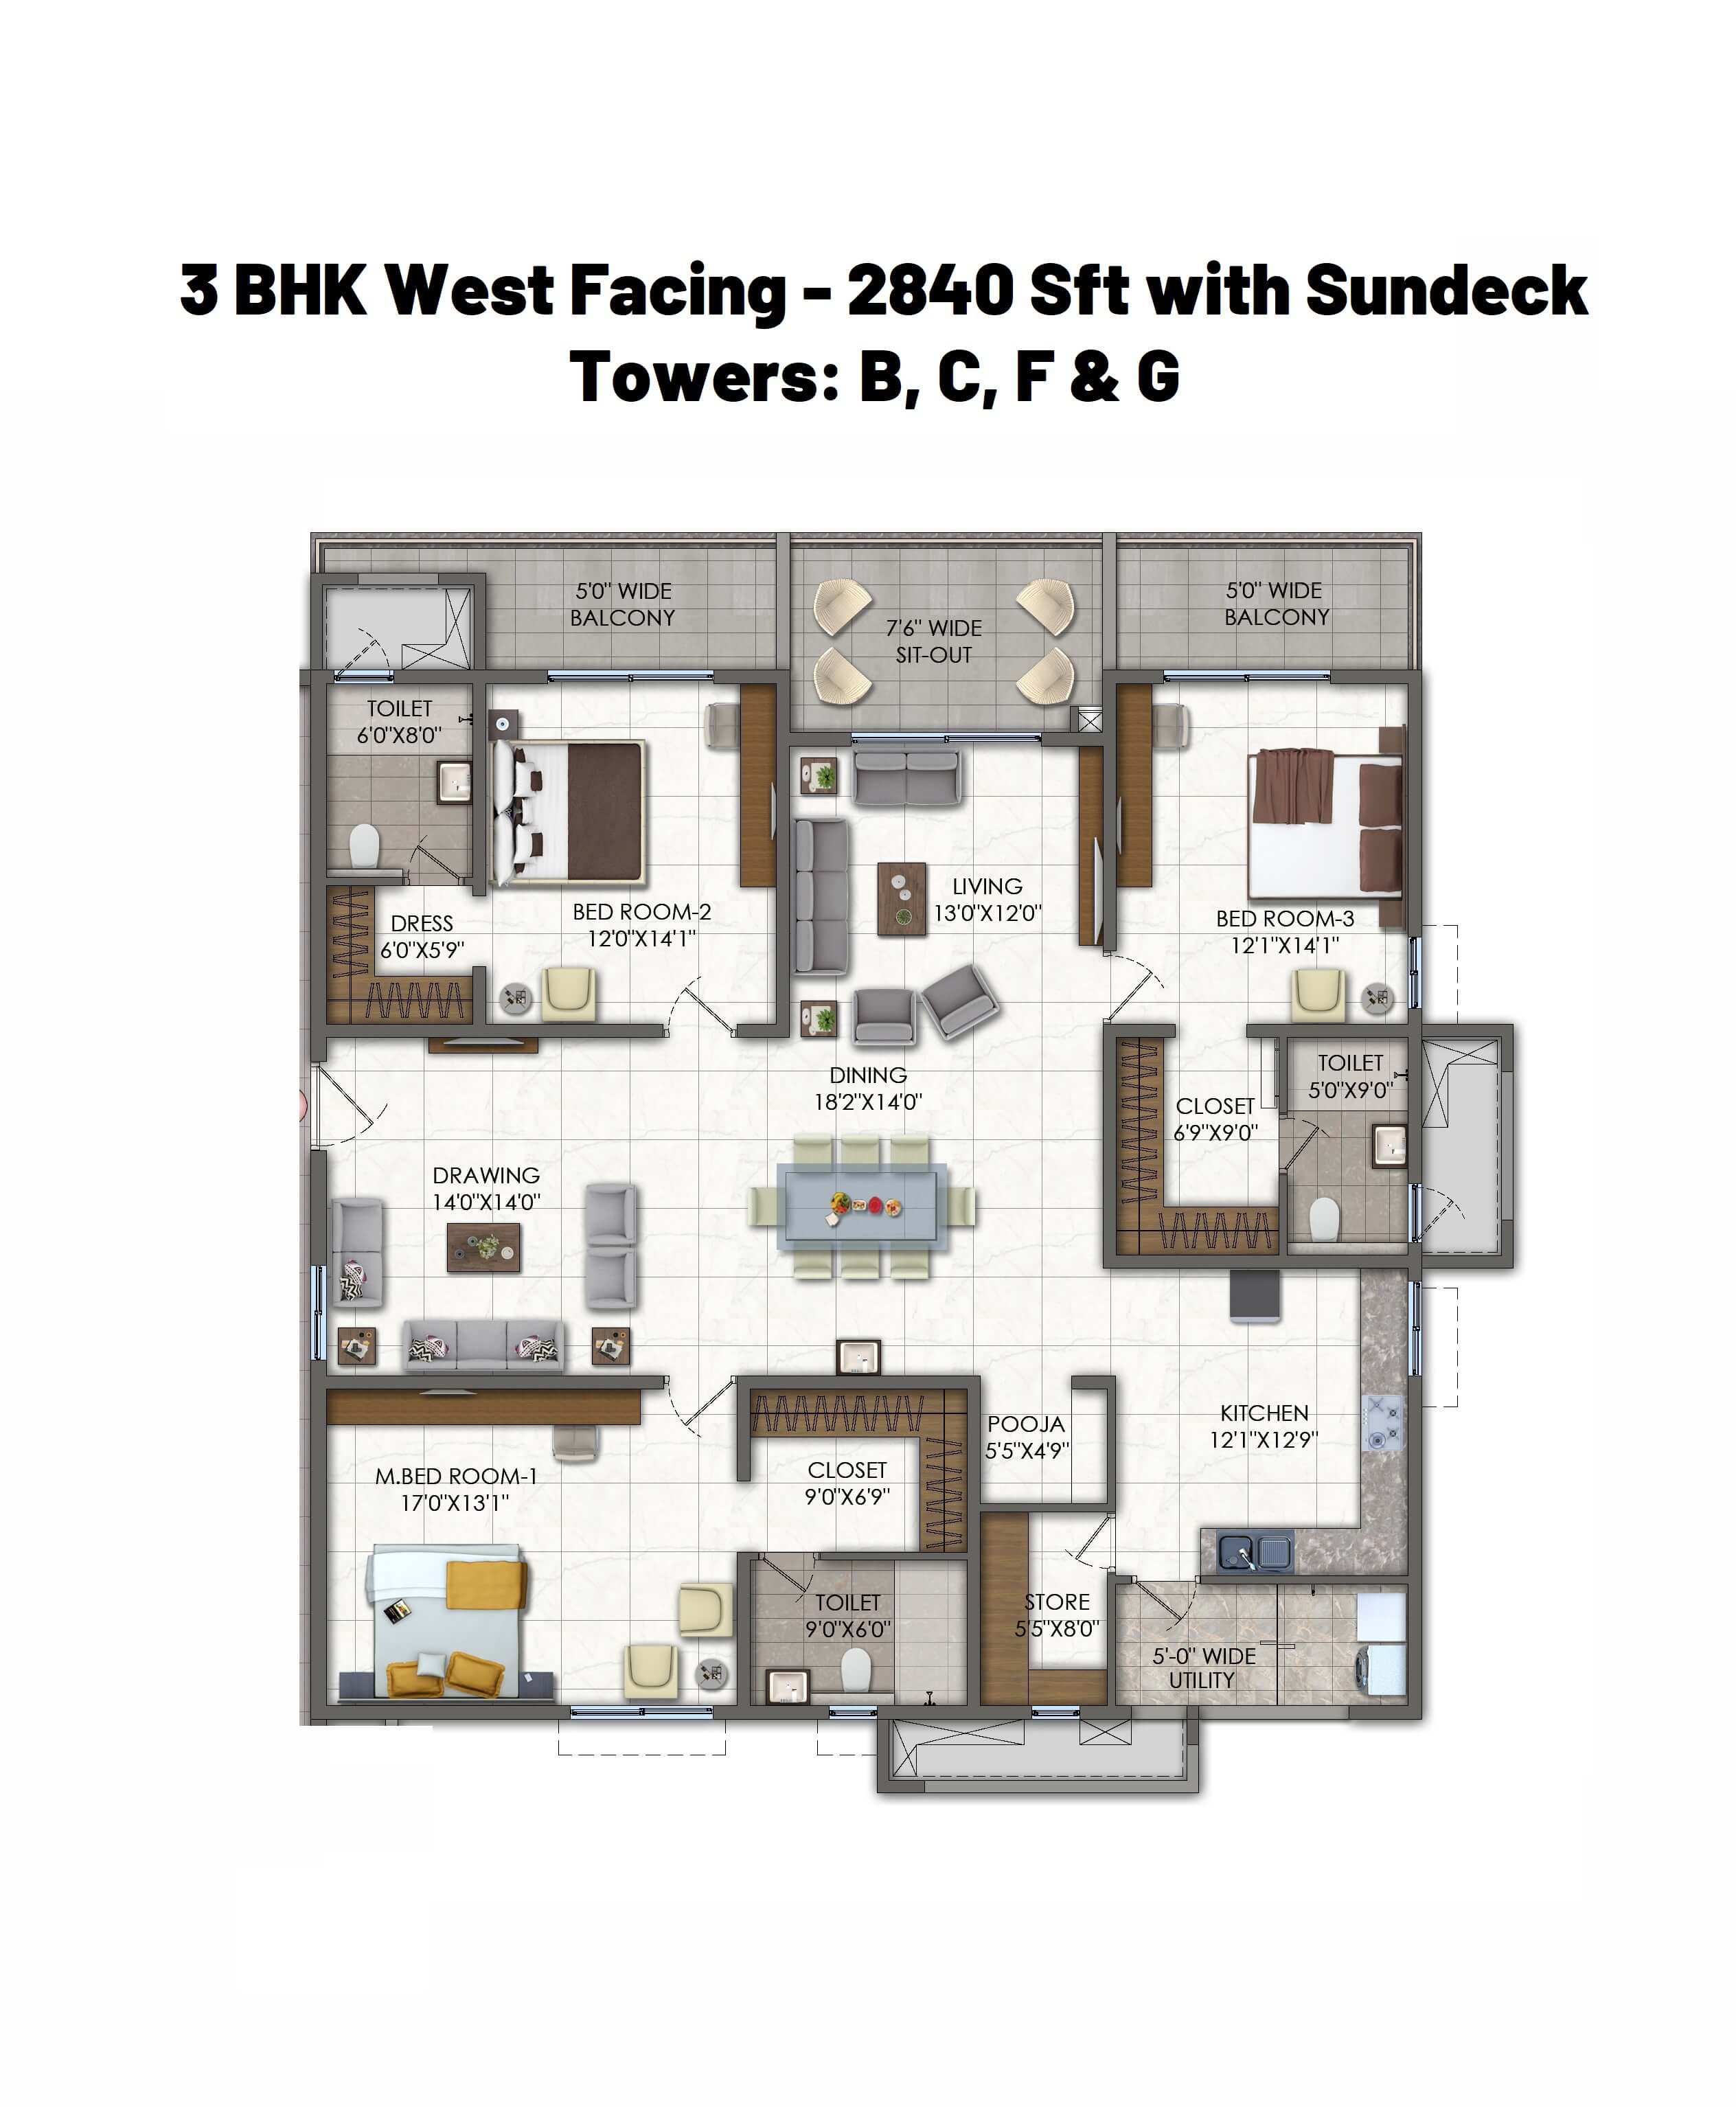 3 BHK West Facing - 2840 Sft with Sundeck
Towers: B, C, F & G
5'0" WIDE
BALCONY
7'6" WIDE
SIT-OUT
5'0" WIDE
BALCONY
TOILET
6'0"X8'0"
DRESS
6'0"X5'9"
BED ROOM-2
12'0"X14'1"
LIVING
13'0"X12'0"
BED ROOM-3
12'1"X14'1"
DINING
18'2"X14'0"
CLOSET
6'9"X9'0"
TOILET
5'0"X9'0"
DRAWING
14'0"X14'0"
M.BED ROOM-1
17'0"X13'1"
CLOSET
9'0"X6'9"
POOJA
5'5"X4'9"
KITCHEN
12'1"X12'9"
TOILET
9'0"X6'0"
STORE
5'5"X8'0"
5'-0" WIDE
UTILITY